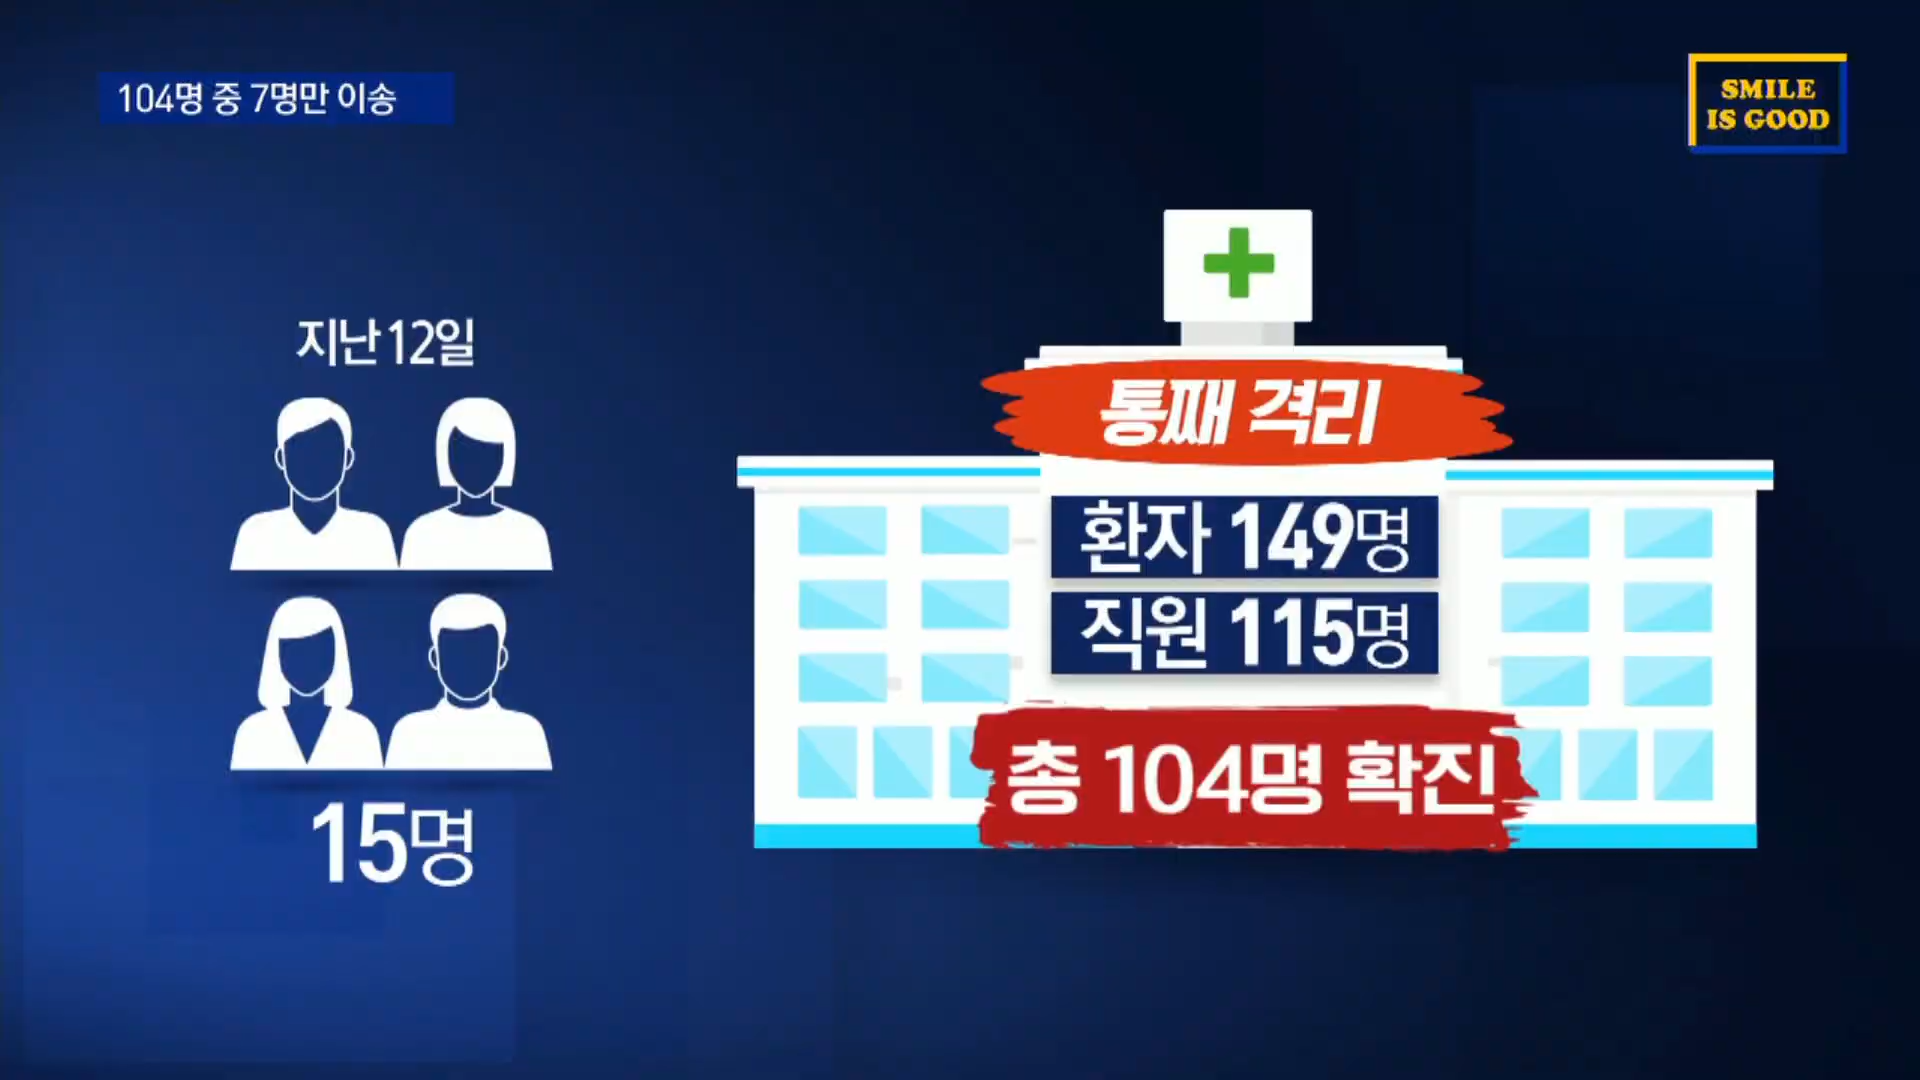 104명 중 7명만 이송
SMILE
IS GOOD
지난 12일
15명
통째 격리
환자 149명
직원 115명
총 104명 확진